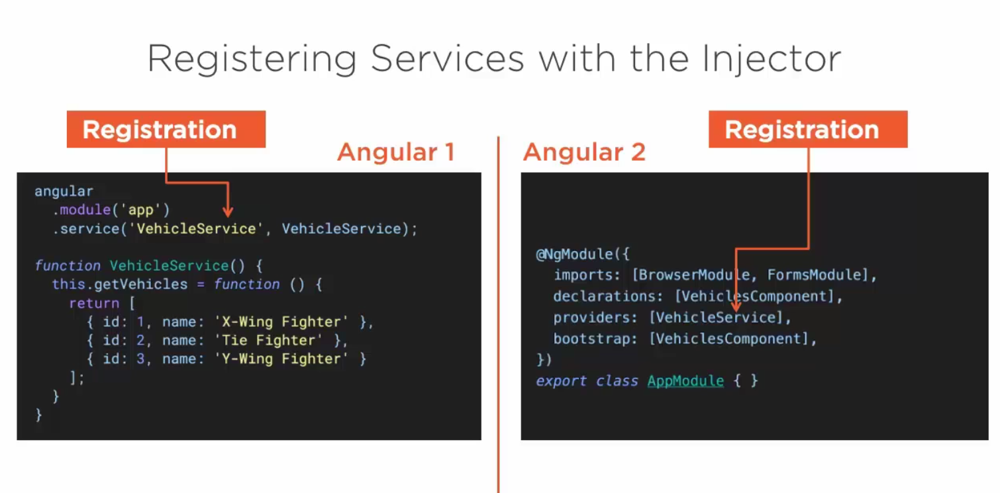 Registering Services with the Injector
Registration
Angular 1
angular
.module('app')
.service('VehicleService', VehicleService);
function VehicleService() {
this.getVehicles = function () {
return [
{ id: 1, name: 'X-Wing Fighter' },
{ id: 2, name: 'Tie Fighter' },
{ id: 3, name: 'Y-Wing Fighter' }
];
}
}
Registration
Angular 2
@NgModule({
imports: [BrowserModule, FormsModule],
declarations: [VehiclesComponent],
providers: [VehicleService],
bootstrap: [VehiclesComponent],
})
export class AppModule { }